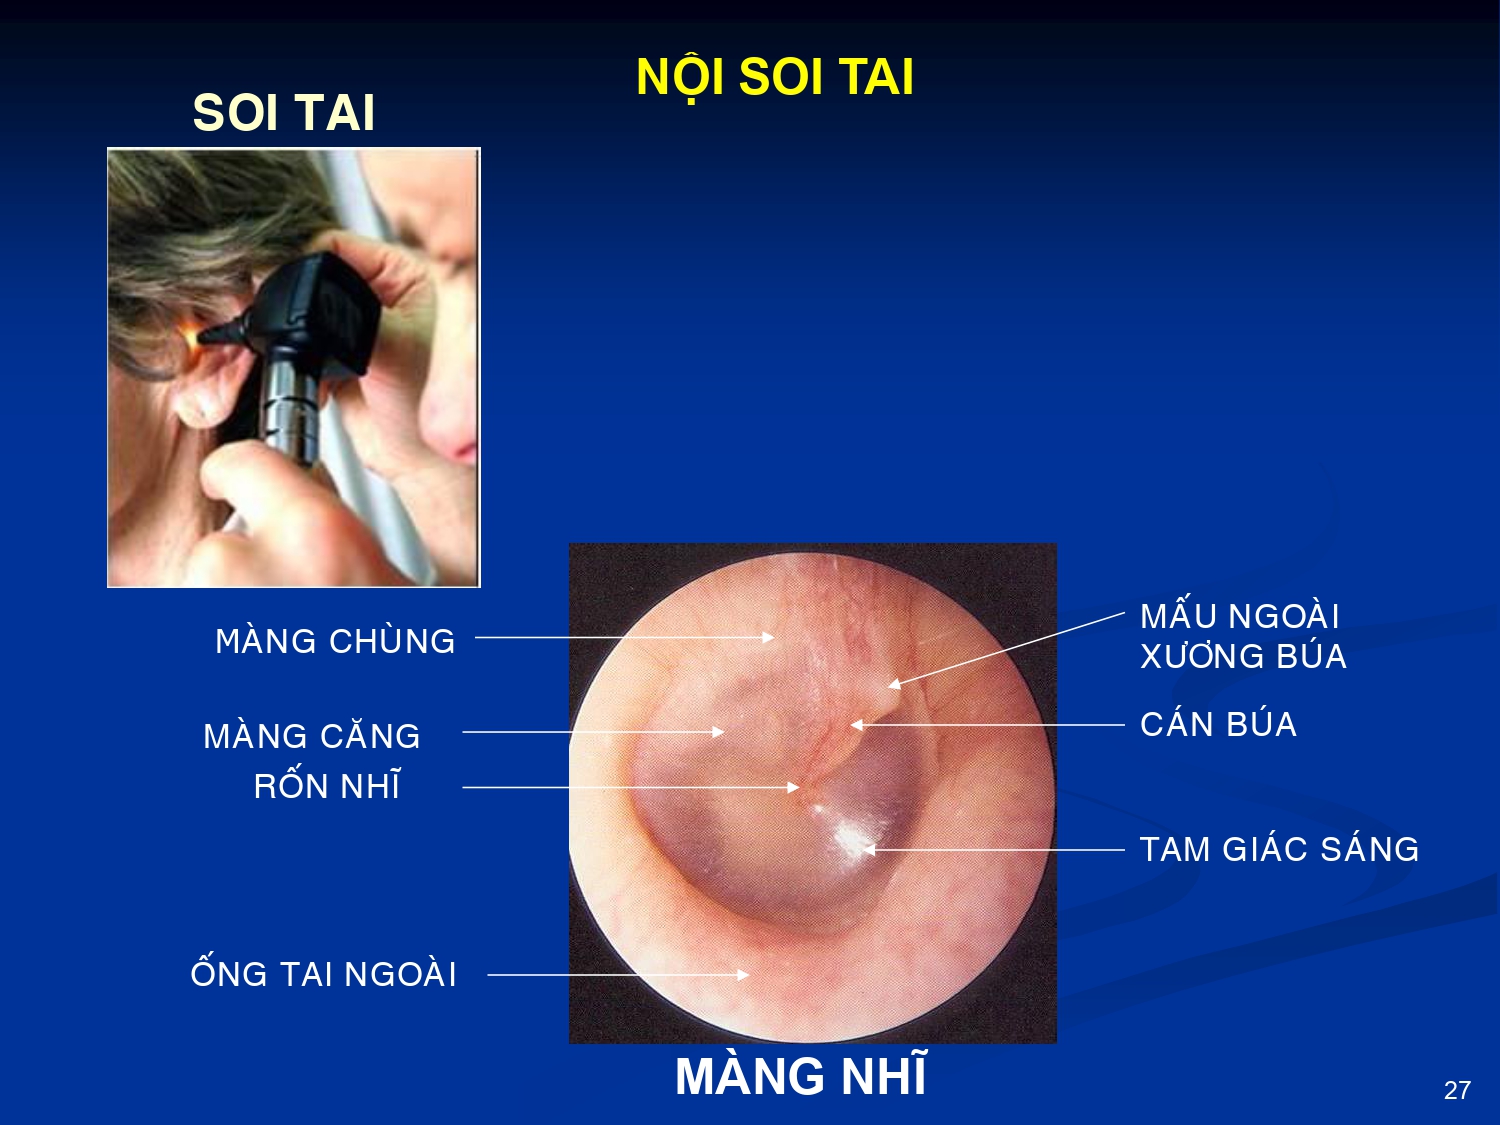 NỘI SOI TAI
SOI TAI
MÀNG CHÙNG
MÀNG CĂNG
RỐN NHĨ
ỐNG TAI NGOÀI
MẤU NGOÀI
XƯƠNG BÚA
CÁN BÚA
TAM GIÁC SÁNG
MÀNG NHĨ
27